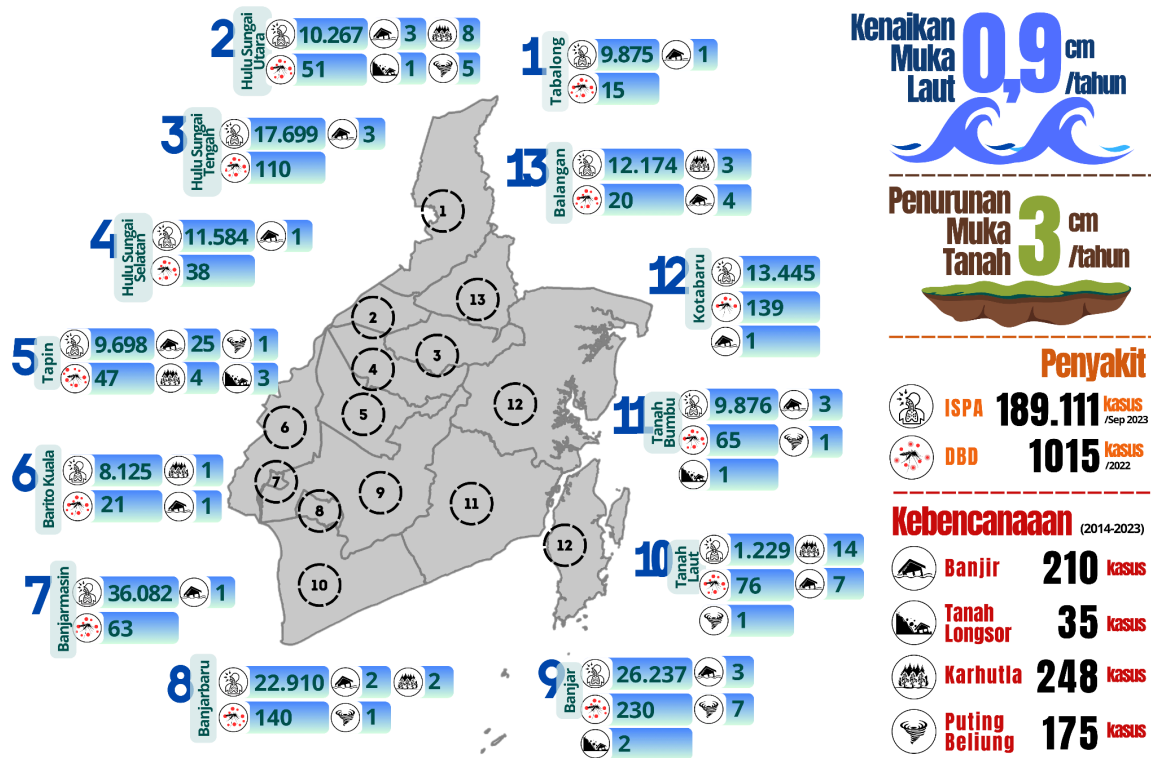 2
Hulu Sungai
Utara
10.267
3
8
51
1
5
1
Tabalong
9.875
1
15
Kenaikan
Muka
Laut
0,9
cm
/tahun
3
Hulu Sungai
Tengah
17.699
3
110
13
Balangan
12.174
3
20
4
Penurunan
Muka
Tanah
3
cm
/tahun
4
Hulu Sungai
Selatan
11.584
1
38
12
Kotabaru
13.445
139
1
5
Tapin
9.698
25
1
47
4
3
11
Tanah
Bumbu
9.876
3
65
1
1
Penyakit
ISPA
189.111
kasus
/Sep 2023
DBD
1015
kasus
/2022
6
Barito Kuala
8.125
1
21
1
10
Tanah
Laut
1.229
14
76
7
1
7
Banjarmasin
36.082
1
63
8
Banjarbaru
22.910
2
2
140
1
9
Banjar
26.237
3
230
7
2
Kebencanaaan (2014-2023)
Banjir
210 kasus
Tanah
Longsor
35 kasus
Karhutla
248 kasus
Puting
Beliung
175 kasus
1
13
2
3
4
12
5
6
7
9
8
11
12
10